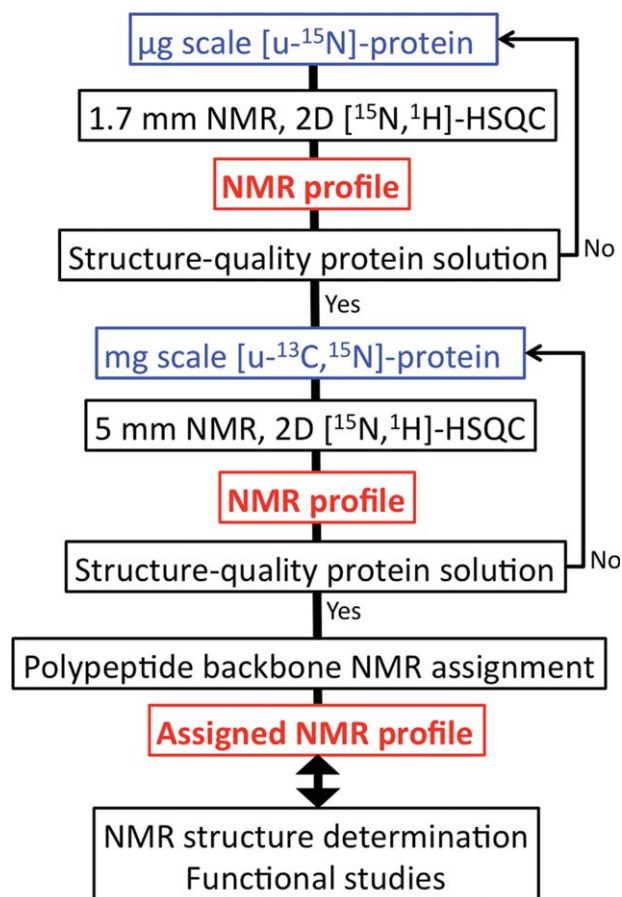 µg scale [u-¹⁵N]-protein
1.7 mm NMR, 2D [¹⁵N,¹H]-HSQC
NMR profile
Structure-quality protein solution
No
Yes
mg scale [u-¹³C,¹⁵N]-protein
5 mm NMR, 2D [¹⁵N,¹H]-HSQC
NMR profile
Structure-quality protein solution
No
Yes
Polypeptide backbone NMR assignment
Assigned NMR profile
NMR structure determination
Functional studies